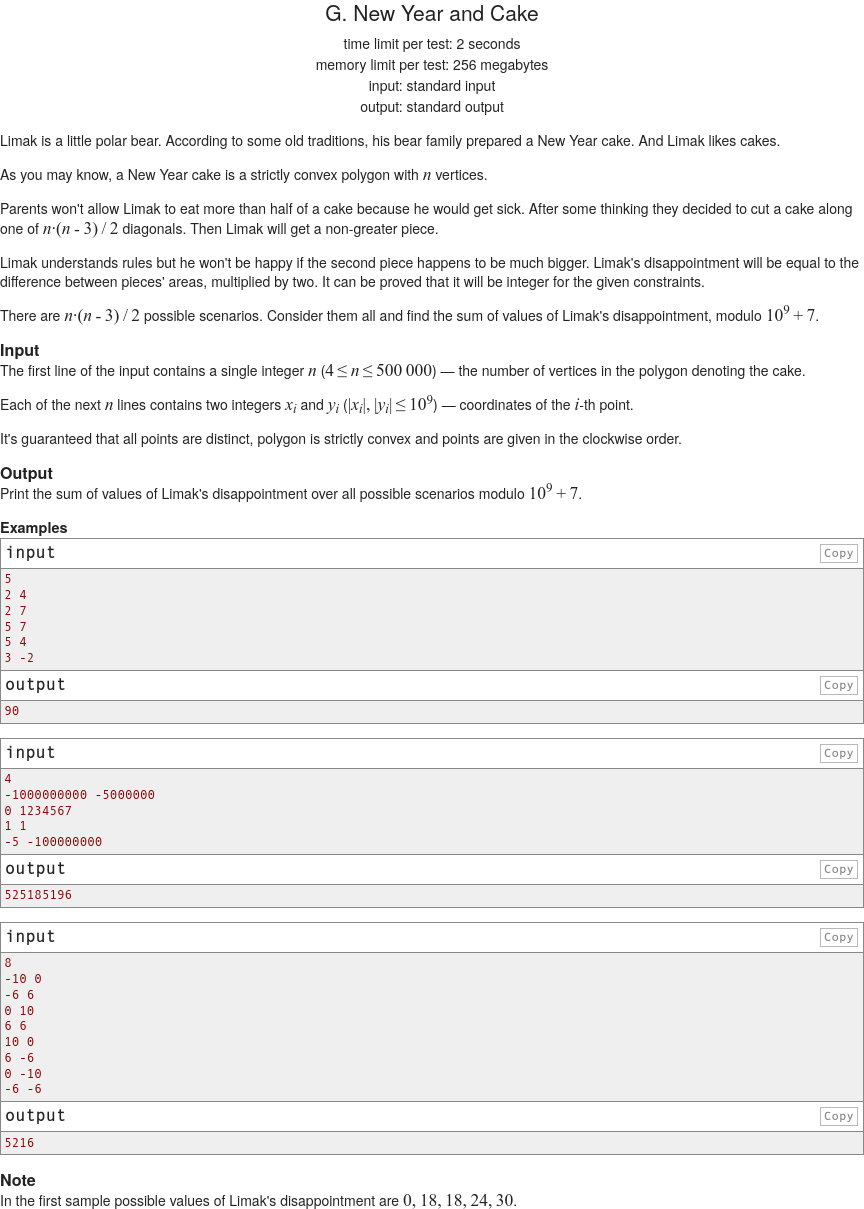 G. New Year and Cake
time limit per test: 2 seconds
memory limit per test: 256 megabytes
input: standard input
output: standard output
Limak is a little polar bear. According to some old traditions, his bear family prepared a New Year cake. And Limak likes cakes.
As you may know, a New Year cake is a strictly convex polygon with n vertices.
Parents won't allow Limak to eat more than half of a cake because he would get sick. After some thinking they decided to cut a cake along
one of n·(n - 3) / 2 diagonals. Then Limak will get a non-greater piece.
Limak understands rules but he won't be happy if the second piece happens to be much bigger. Limak's disappointment will be equal to the
difference between pieces' areas, multiplied by two. It can be proved that it will be integer for the given constraints.
There are n·(n - 3) / 2 possible scenarios. Consider them all and find the sum of values of Limak's disappointment, modulo 10^9 + 7.
Input
The first line of the input contains a single integer n (4 ≤ n ≤ 500 000) — the number of vertices in the polygon denoting the cake.
Each of the next n lines contains two integers x_i and y_i (|x_i|, |y_i| ≤ 10^9) — coordinates of the i-th point.
It's guaranteed that all points are distinct, polygon is strictly convex and points are given in the clockwise order.
Output
Print the sum of values of Limak's disappointment over all possible scenarios modulo 10^9 + 7.
Examples
input Copy
5
2 4
2 7
5 7
5 4
3 -2
output Copy
90
input Copy
4
-1000000000 -5000000
0 1234567
1 1
-5 -100000000
output Copy
525185196
input Copy
8
-10 0
-6 6
0 10
6 6
10 0
6 -6
0 -10
-6 -6
output Copy
5216
Note
In the first sample possible values of Limak's disappointment are 0, 18, 18, 24, 30.